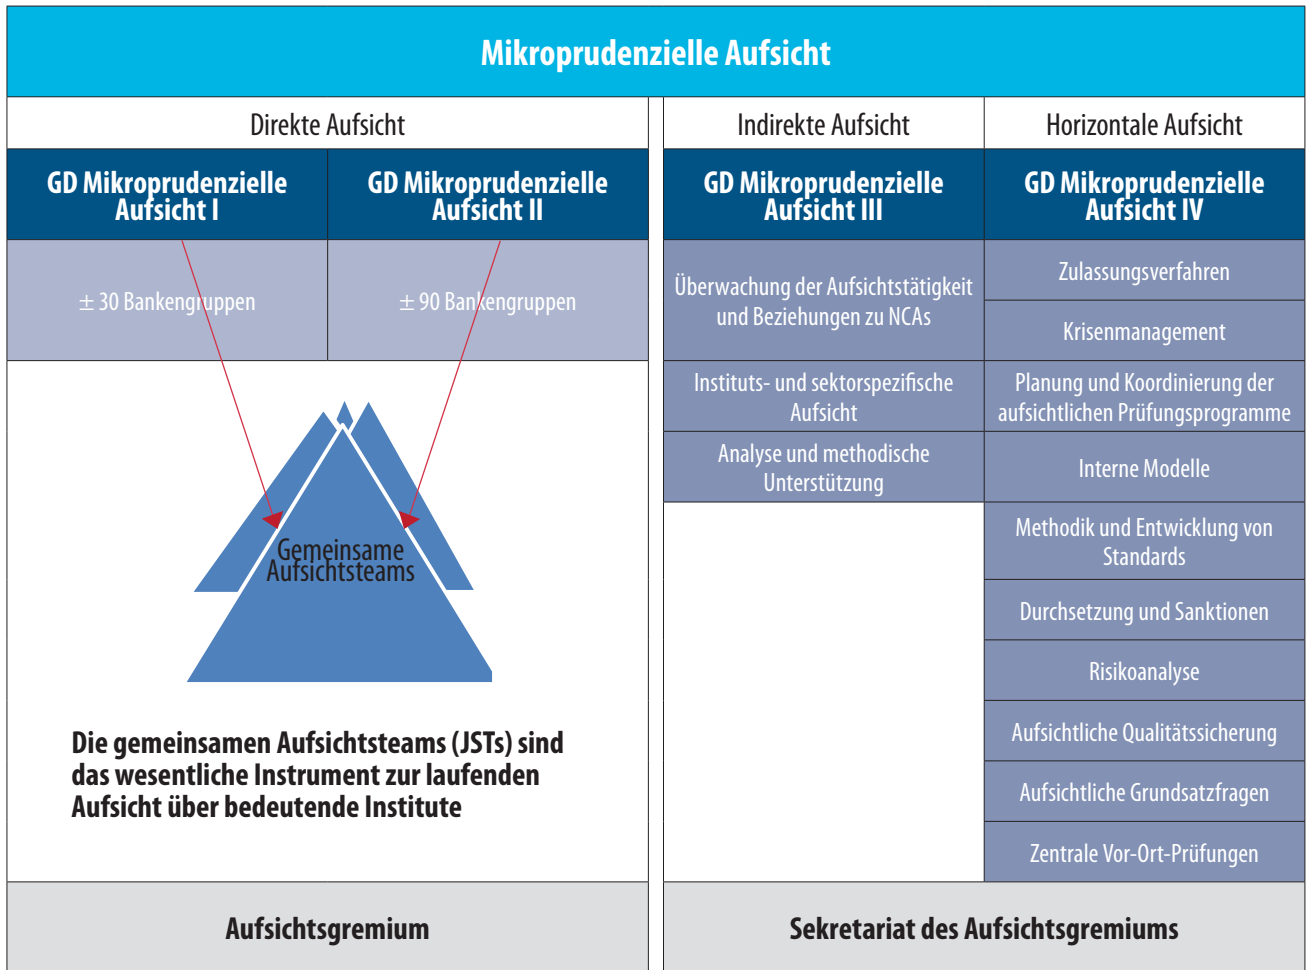 Mikroprudenzielle Aufsicht
Direkte Aufsicht
Indirekte Aufsicht
Horizontale Aufsicht
GD Mikroprudenzielle
Aufsicht I
GD Mikroprudenzielle
Aufsicht II
GD Mikroprudenzielle
Aufsicht III
GD Mikroprudenzielle
Aufsicht IV
± 30 Bankengruppen
± 90 Bankengruppen
Gemeinsame
Aufsichtsteams
Die gemeinsamen Aufsichtsteams (JSTs) sind
das wesentliche Instrument zur laufenden
Aufsicht über bedeutende Institute
Überwachung der Aufsichtstätigkeit
und Beziehungen zu NCAs
Instituts- und sektorspezifische
Aufsicht
Analyse und methodische
Unterstützung
Zulassungsverfahren
Krisenmanagement
Planung und Koordinierung der
aufsichtlichen Prüfungsprogramme
Interne Modelle
Methodik und Entwicklung von
Standards
Durchsetzung und Sanktionen
Risikoanalyse
Aufsichtliche Qualitätssicherung
Aufsichtliche Grundsatzfragen
Zentrale Vor-Ort-Prüfungen
Aufsichtsgremium
Sekretariat des Aufsichtsgremiums